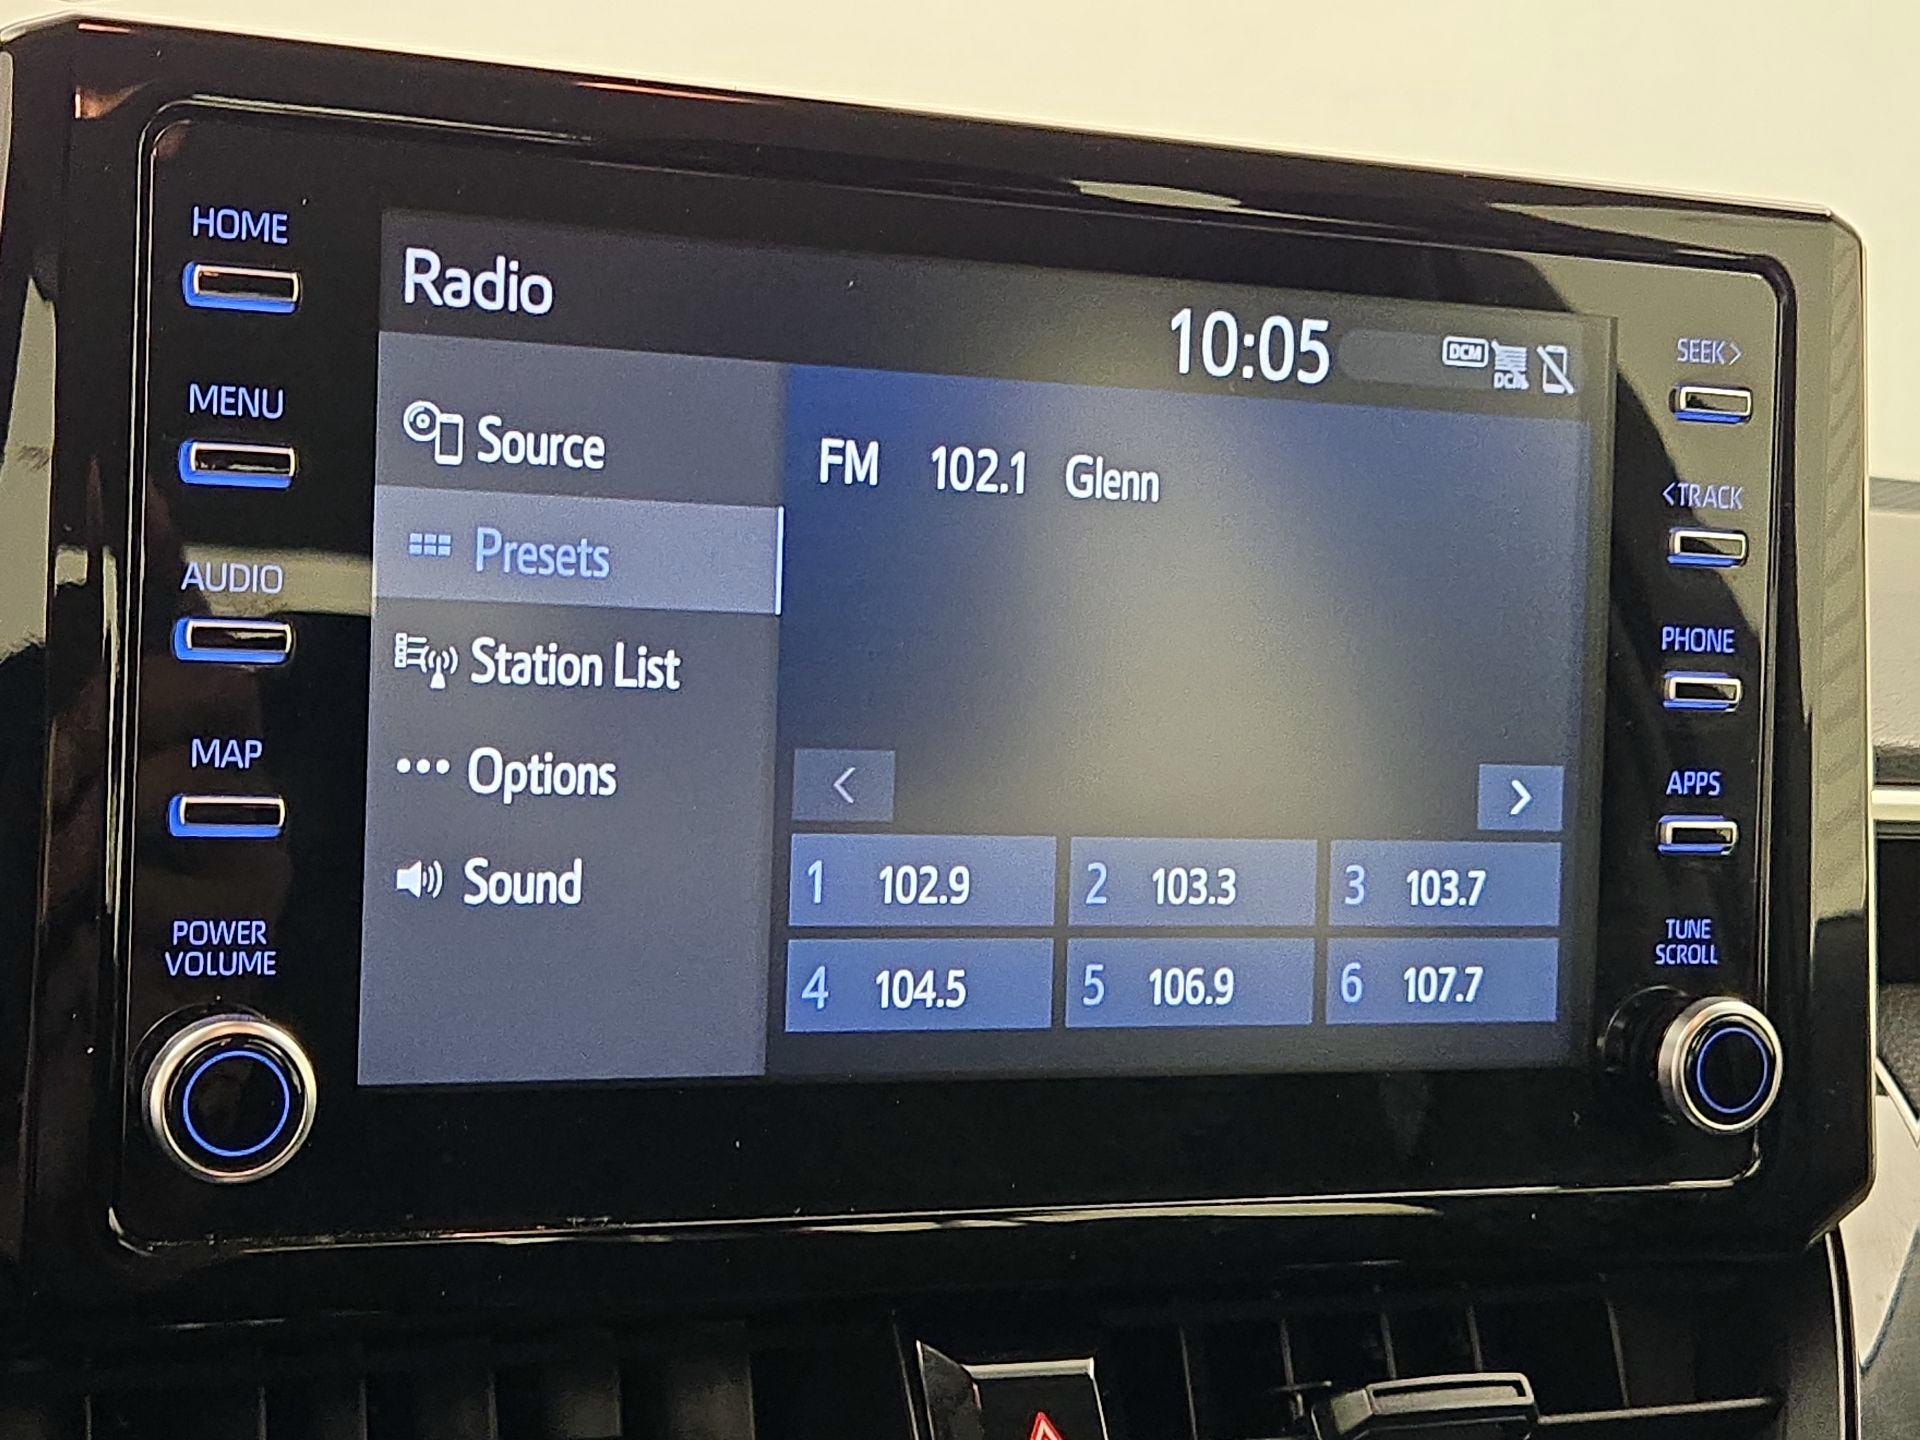 HOME
MENU
AUDIO
MAP
POWER
VOLUME
Radio
10:05
DCM
DCM
Source
Presets
Station List
Options
Sound
FM 102.1 Glenn
<
>
1 102.9
2 103.3
3 103.7
4 104.5
5 106.9
6 107.7
SEEK>
<TRACK
PHONE
APPS
TUNE
SCROLL